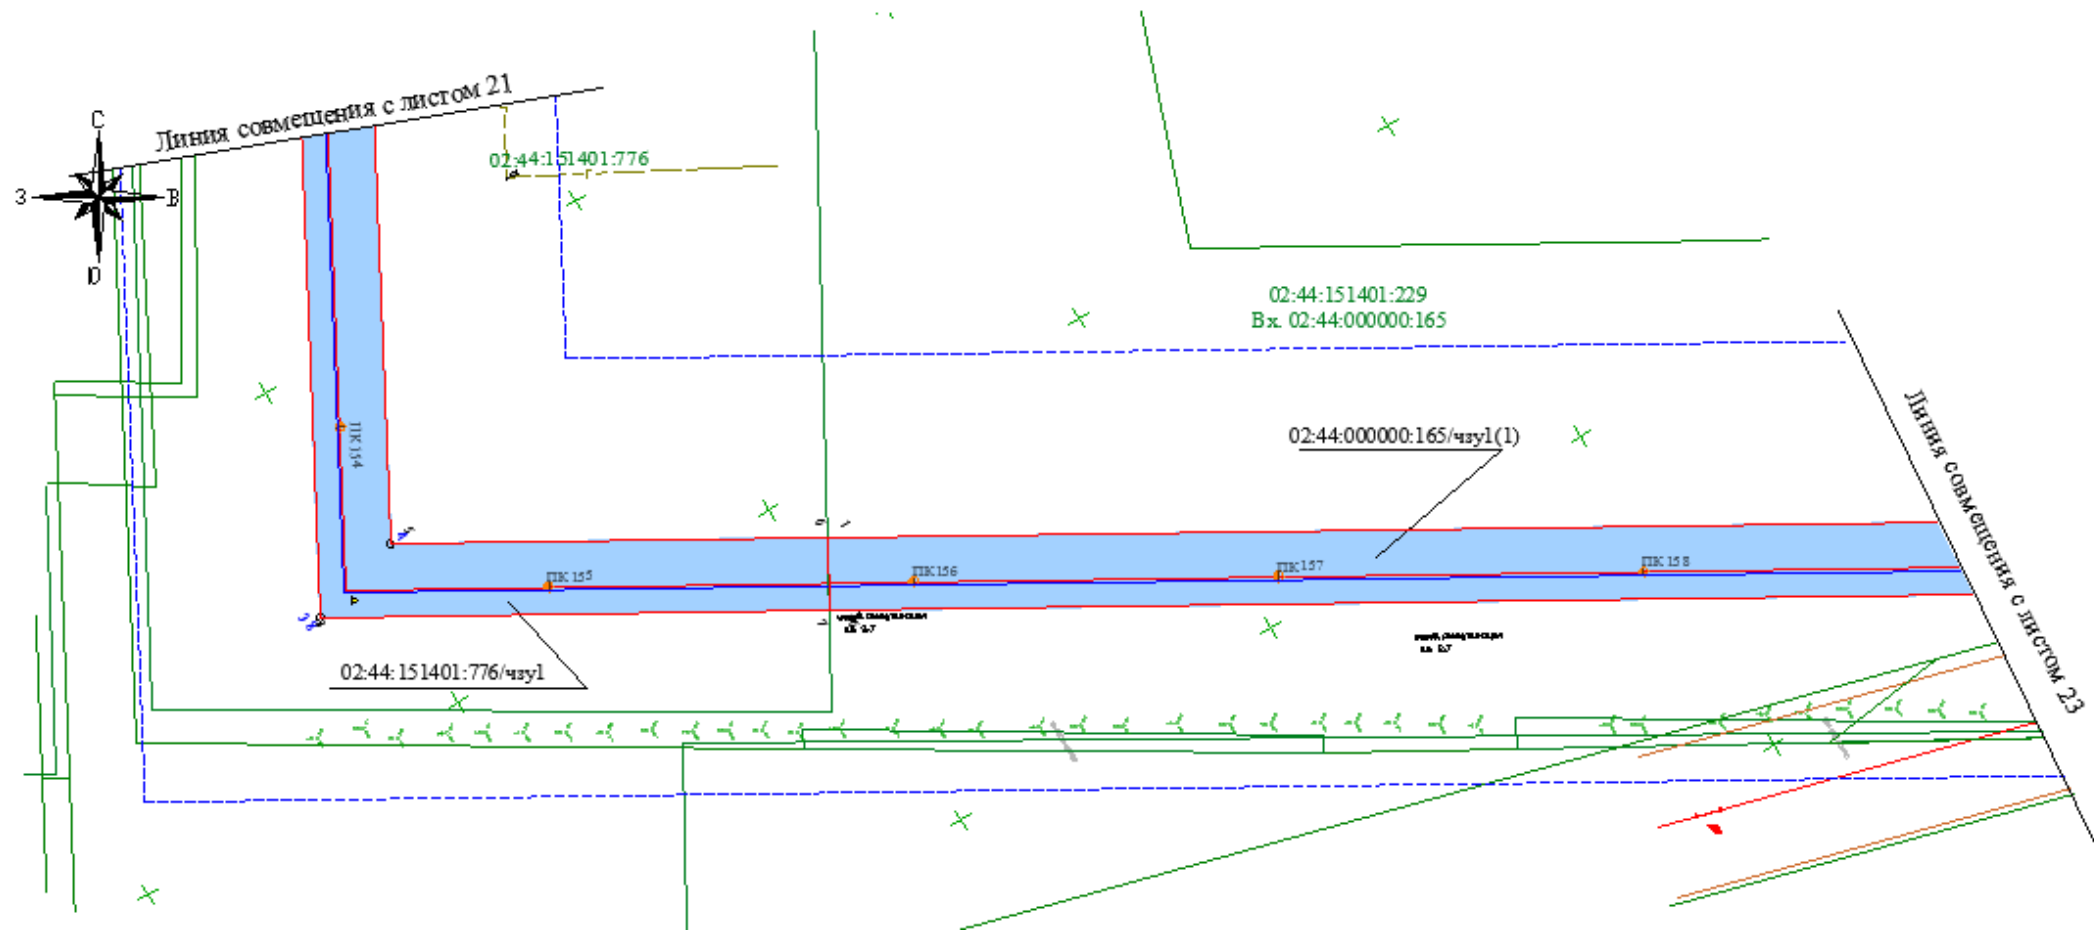 Линия совмещения с листом 21
С
З
В
Ю
02:44:151401:776
02:44:151401:229
Вх. 02:44:000000:165
Линия совмещения с листом 23
ПК 154
02:44:000000:165/чзу1(1)
ПК 155
ПК 156
ПК 157
ПК 158
02:44:151401:776/чзу1